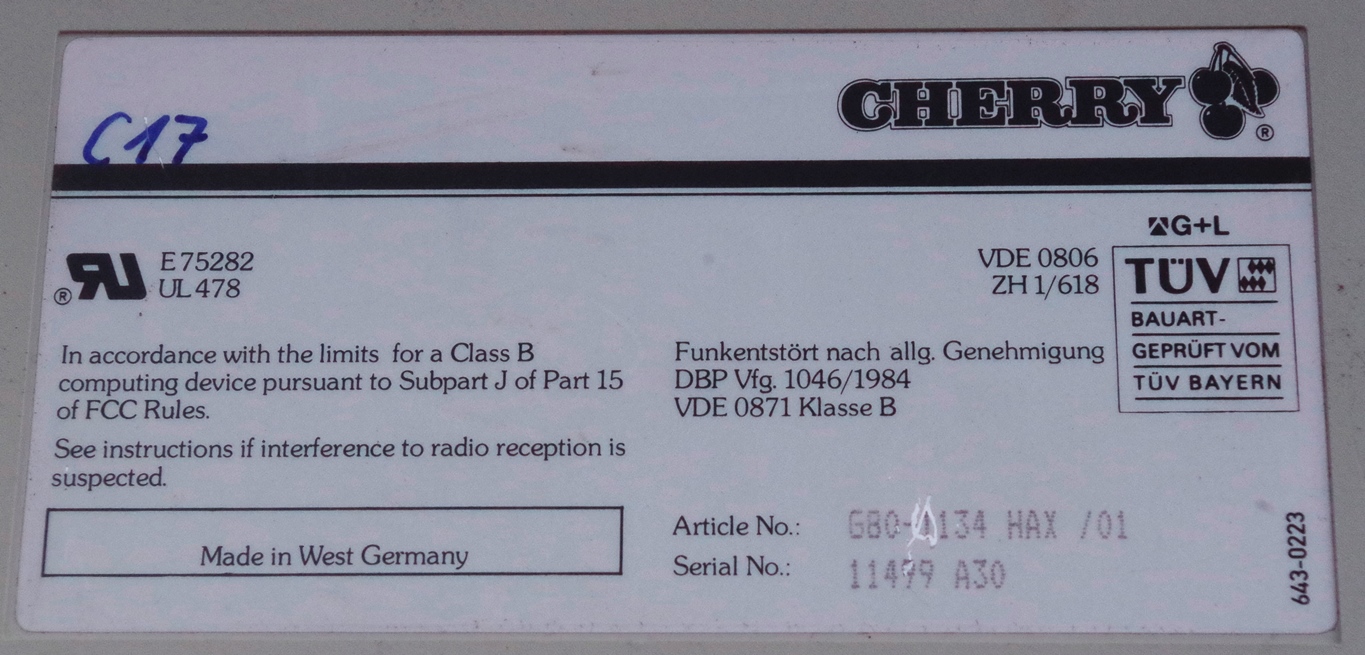 CHERRY
®
C17
G+L
E 75282
UL 478
®
VDE 0806
ZH 1/618
TÜV
BAUART-
GEPRÜFT VOM
TÜV BAYERN
In accordance with the limits for a Class B
computing device pursuant to Subpart J of Part 15
of FCC Rules.
See instructions if interference to radio reception is
suspected.
Funkentstört nach allg. Genehmigung
DBP Vfg. 1046/1984
VDE 0871 Klasse B
Made in West Germany
Article No.: HAX /01
Serial No.: A30
643-0223